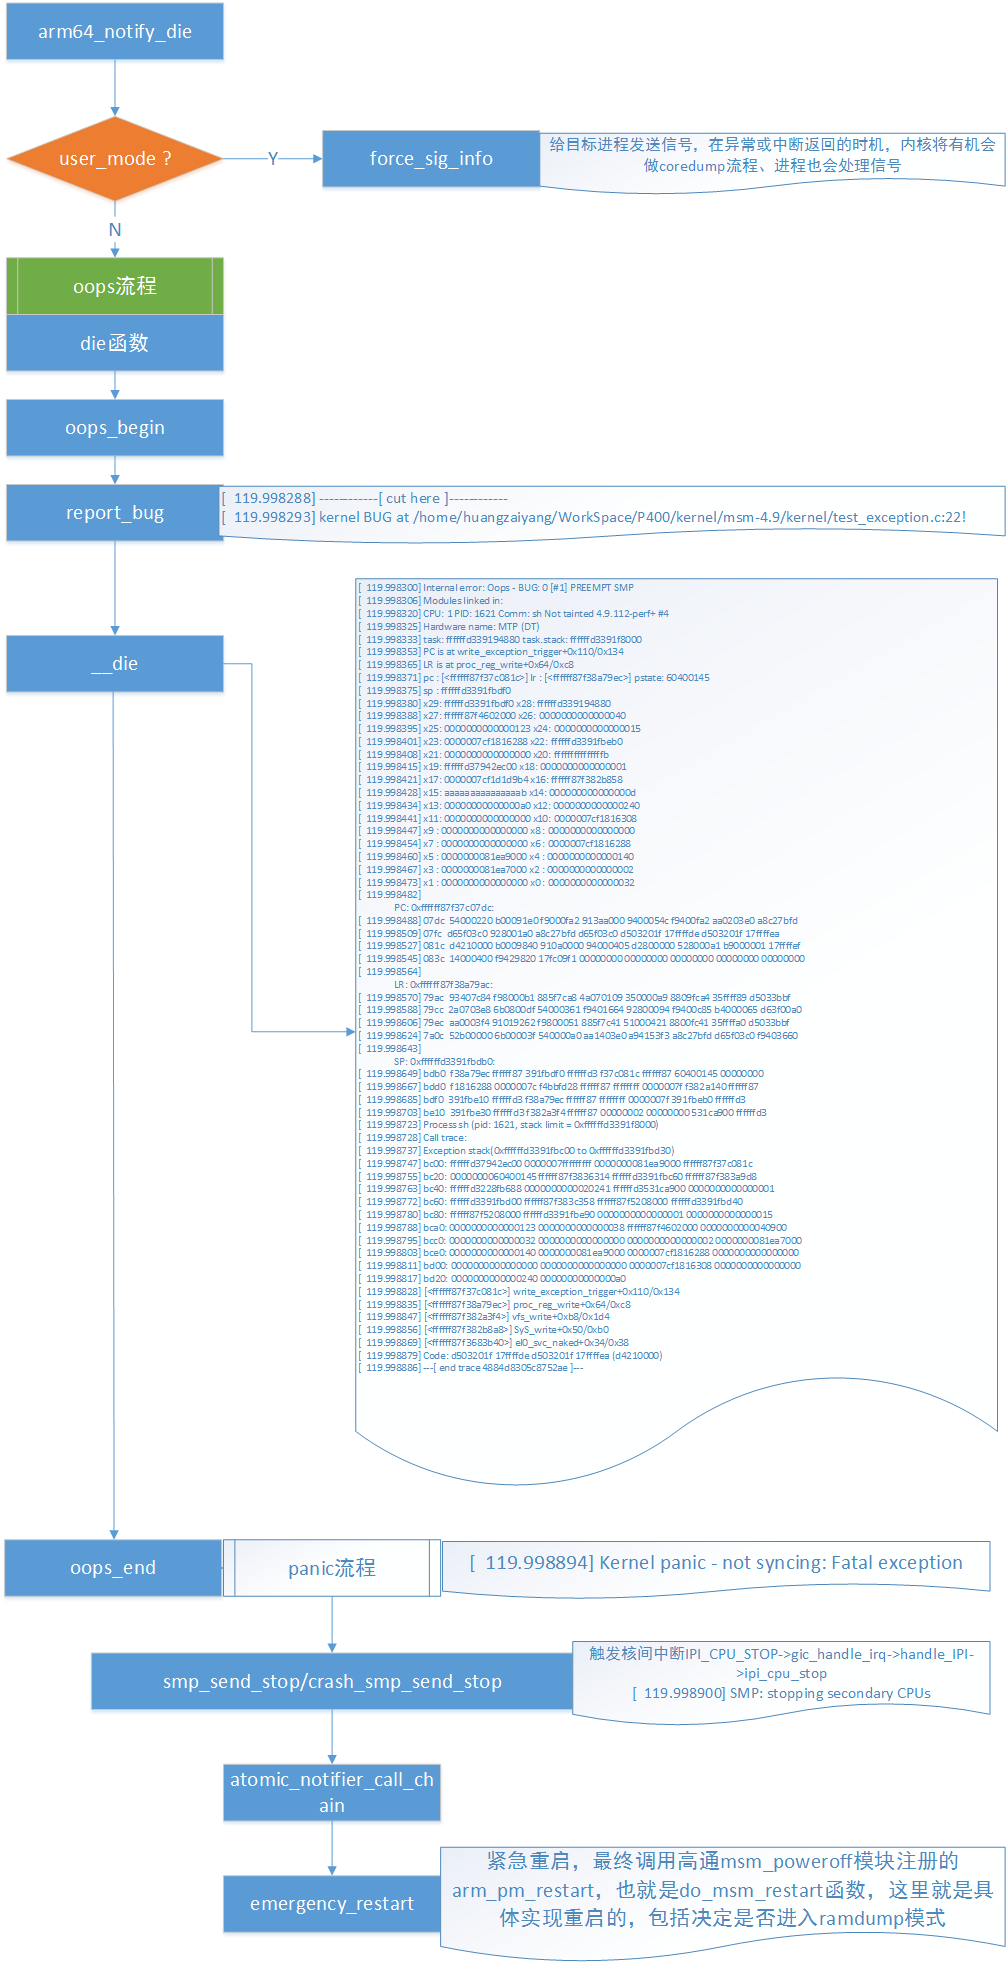 arm64_notify_die
user_mode ?
Y
force_sig_info
给目标进程发送信号，在异常或中断返回的时机，内核将有机会
做coredump流程、进程也会处理信号
N
oops流程
die函数
oops_begin
report_bug
[ 119.998288] ------------[ cut here ]------------
[ 119.998293] kernel BUG at /home/huangzaiyang/WorkSpace/P400/kernel/msm-4.9/kernel/test_exception.c:22!
__die
[ 119.998300] Internal error: Oops - BUG: 0 [#1] PREEMPT SMP
[ 119.998306] Modules linked in:
[ 119.998320] CPU: 1 PID: 1621 Comm: sh Not tainted 4.9.112-perf+ #4
[ 119.998325] Hardware name: MTP (DT)
[ 119.998333] task: ffffffd339194880 task.stack: ffffffd3391f8000
[ 119.998353] PC is at write_exception_trigger+0x110/0x134
[ 119.998365] LR is at proc_reg_write+0x64/0xc8
[ 119.998371] pc : [<ffffff87f37c081c>] lr : [<ffffff87f38a79ec>] pstate: 60400145
[ 119.998375] sp : ffffffd3391fbdf0
[ 119.998380] x29: ffffffd3391fbdf0 x28: ffffffd339194880
[ 119.998388] x27: ffffff87f4602000 x26: 0000000000000040
[ 119.998395] x25: 0000000000000123 x24: 0000000000000015
[ 119.998401] x23: 0000007cf1816288 x22: ffffffd3391fbeb0
[ 119.998408] x21: 0000000000000000 x20: fffffffffffffffb
[ 119.998415] x19: ffffffd37942ec00 x18: 0000000000000001
[ 119.998421] x17: 0000007cf1d1d9b4 x16: ffffff87f382b858
[ 119.998428] x15: aaaaaaaaaaaaaaab x14: 000000000000000d
[ 119.998434] x13: 00000000000000a0 x12: 0000000000000240
[ 119.998441] x11: 0000000000000000 x10: 0000007cf1816308
[ 119.998447] x9 : 0000000000000000 x8 : 0000000000000000
[ 119.998454] x7 : 0000000000000000 x6 : 0000007cf1816288
[ 119.998460] x5 : 0000000081ea9000 x4 : 0000000000000140
[ 119.998467] x3 : 0000000081ea7000 x2 : 0000000000000002
[ 119.998473] x1 : 0000000000000000 x0 : 0000000000000032
[ 119.998482]
PC: 0xffffff87f37c07dc:
[ 119.998488] 07dc 54000220 b00091e0 f9000fa2 913aa000 9400054c f9400fa2 aa0203e0 a8c27bfd
[ 119.998509] 07fc d65f03c0 928001a0 a8c27bfd d65f03c0 d503201f 17ffffde d503201f 17ffffea
[ 119.998527] 081c d4210000 b0009840 910a0000 94000405 d2800000 528000a1 b9000001 17ffffef
[ 119.998545] 083c 14000400 f9429820 17fc09f1 00000000 00000000 00000000 00000000 00000000
[ 119.998564]
LR: 0xffffff87f38a79ac:
[ 119.998570] 79ac 93407c84 f98000b1 885f7ca8 4a070109 350000a9 8809fca4 35ffff89 d5033bbf
[ 119.998588] 79cc 2a0703e8 6b0800df 54000361 f9401664 92800094 f9400c85 b4000065 d63f00a0
[ 119.998606] 79ec aa0003f4 91019262 f9800051 885f7c41 51000421 8800fc41 35ffffa0 d5033bbf
[ 119.998624] 7a0c 52b00000 6b00003f 540000a0 aa1403e0 a94153f3 a8c27bfd d65f03c0 f9403660
[ 119.998643]
SP: 0xffffffd3391fbdb0:
[ 119.998649] bdb0 f38a79ec ffffff87 391fbdf0 ffffffd3 f37c081c ffffff87 60400145 00000000
[ 119.998667] bdd0 f1816288 0000007c f4bbfd28 ffffff87 ffffffff 0000007f f382a140 ffffff87
[ 119.998685] bdf0 391fbe10 ffffffd3 f38a79ec ffffff87 ffffffff 0000007f 391fbeb0 ffffffd3
[ 119.998703] be10 391fbe30 ffffffd3 f382a3f4 ffffff87 00000002 00000000 531ca900 ffffffd3
[ 119.998723] Process sh (pid: 1621, stack limit = 0xffffffd3391f8000)
[ 119.998728] Call trace:
[ 119.998737] Exception stack(0xffffffd3391fbc00 to 0xffffffd3391fbd30)
[ 119.998747] bc00: ffffffd37942ec00 0000007fffffffff 0000000081ea9000 ffffff87f37c081c
[ 119.998755] bc20: 0000000060400145 ffffff87f3836314 ffffffd3391fbc60 ffffff87f383a9d8
[ 119.998763] bc40: ffffffd3228fb688 0000000000020241 ffffffd3531ca900 0000000000000001
[ 119.998772] bc60: ffffffd3391fbd00 ffffff87f383c358 ffffff87f5208000 ffffffd3391fbd40
[ 119.998780] bc80: ffffff87f5208000 ffffffd3391fbe90 0000000000000001 0000000000000015
[ 119.998788] bca0: 0000000000000123 0000000000000038 ffffff87f4602000 0000000000040900
[ 119.998795] bcc0: 0000000000000032 0000000000000000 0000000000000002 0000000081ea7000
[ 119.998803] bce0: 0000000000000140 0000000081ea9000 0000007cf1816288 0000000000000000
[ 119.998811] bd00: 0000000000000000 0000000000000000 0000007cf1816308 0000000000000000
[ 119.998817] bd20: 0000000000000240 00000000000000a0
[ 119.998828] [<ffffff87f37c081c>] write_exception_trigger+0x110/0x134
[ 119.998835] [<ffffff87f38a79ec>] proc_reg_write+0x64/0xc8
[ 119.998847] [<ffffff87f382a3f4>] vfs_write+0xb8/0x1d4
[ 119.998856] [<ffffff87f382b8a8>] SyS_write+0x50/0xb0
[ 119.998869] [<ffffff87f3683b40>] el0_svc_naked+0x34/0x38
[ 119.998879] Code: d503201f 17ffffde d503201f 17ffffea (d4210000)
[ 119.998886] ---[ end trace 4884d8305c8752ae ]---
oops_end
panic流程
[ 119.998894] Kernel panic - not syncing: Fatal exception
smp_send_stop/crash_smp_send_stop
触发核间中断IPI_CPU_STOP->gic_handle_irq->handle_IPI-
>ipi_cpu_stop
[ 119.998900] SMP: stopping secondary CPUs
atomic_notifier_call_ch
ain
emergency_restart
紧急重启，最终调用高通msm_poweroff模块注册的
arm_pm_restart，也就是do_msm_restart函数，这里就是具
体实现重启的，包括决定是否进入ramdump模式